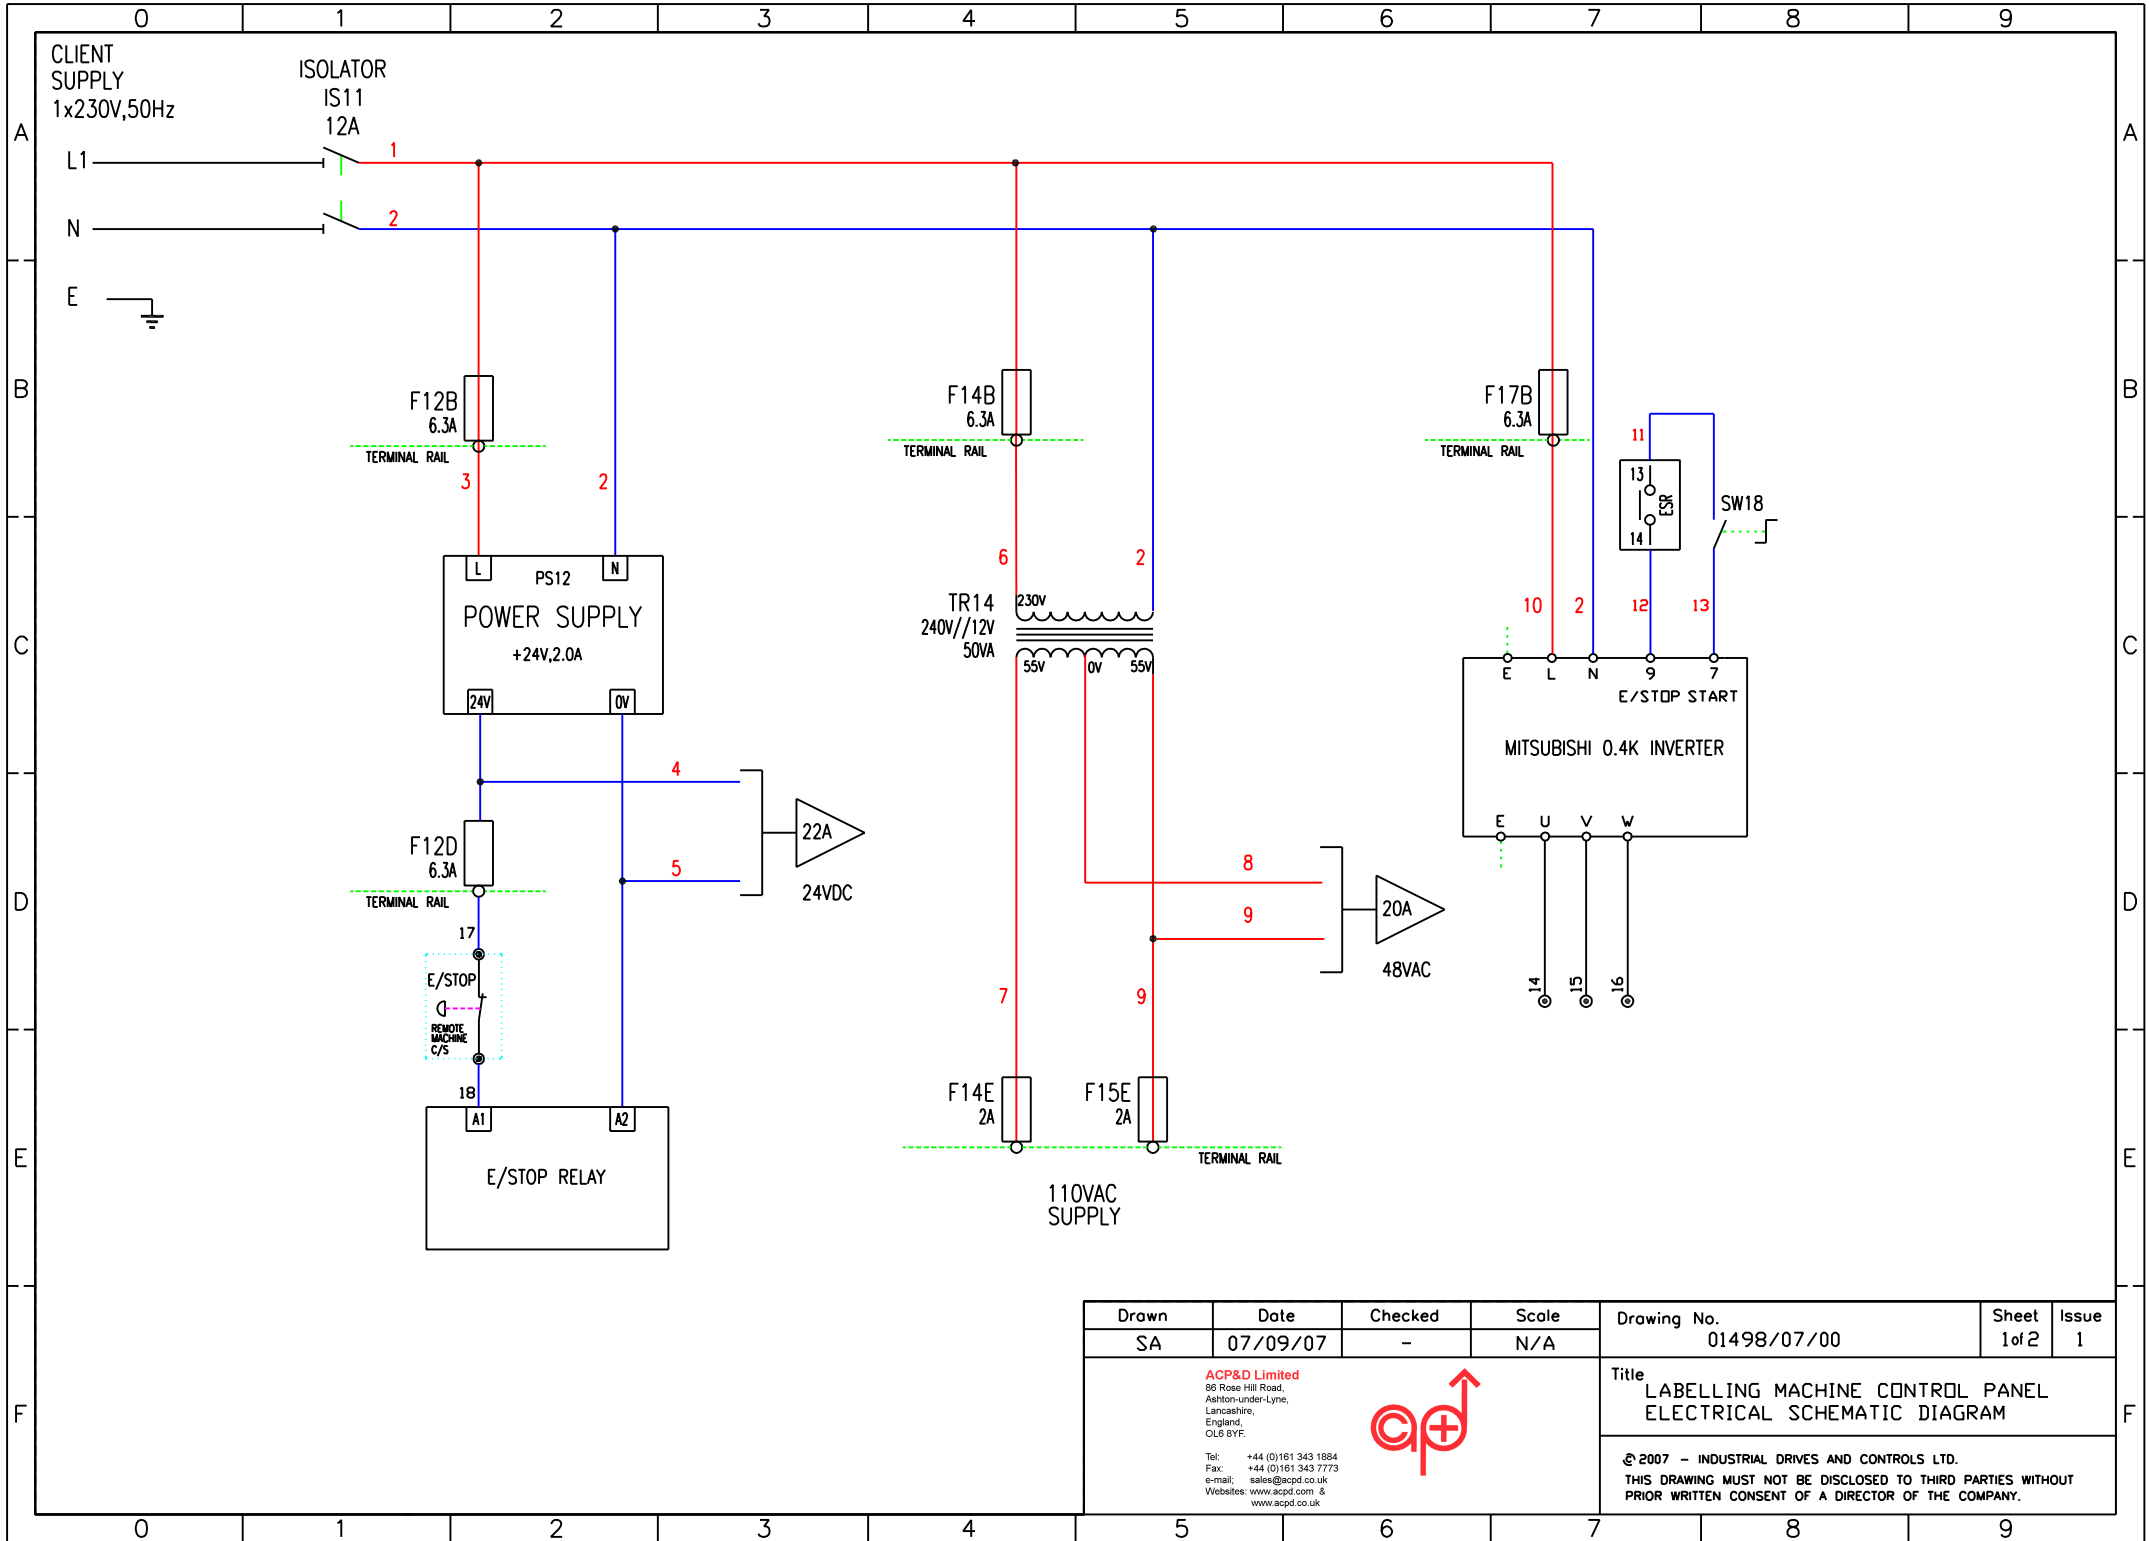 0 1 2 3 4 5 6 7 8 9
CLIENT
SUPPLY
1x230V,50Hz
ISOLATOR
IS11
12A
A
A
L1
1
N
2
E
B
B
F12B
6.3A
TERMINAL RAIL
3
2
F14B
6.3A
TERMINAL RAIL
F17B
6.3A
TERMINAL RAIL
11
13
ESR
14
SW18
6
2
10
2
12
13
C
C
L
PS12
N
POWER SUPPLY
+24V,2.0A
24V
0V
TR14
240V//12V
50VA
230V
55V
0V
55V
E L N 9 7
E/STOP START
MITSUBISHI 0.4K INVERTER
E U V W
4
22A
5
24VDC
D
D
F12D
6.3A
TERMINAL RAIL
17
E/STOP
REMOTE
MACHINE
C/S
18
8
9
20A
48VAC
7
9
14
15
16
E
E
A1
A2
E/STOP RELAY
F14E
2A
F15E
2A
TERMINAL RAIL
110VAC
SUPPLY
F
F
Drawn Date Checked Scale
SA 07/09/07 - N/A
Drawing No.
01498/07/00
Sheet
1of2
Issue
1
ACP&D Limited
86 Rose Hill Road,
Ashton-under-Lyne,
Lancashire,
England,
OL6 8YF.
Tel: +44 (0)161 343 1884
Fax: +44 (0)161 343 7773
e-mail; sales@acpd.co.uk
Websites: www.acpd.com &
www.acpd.co.uk
Title
LABELLING MACHINE CONTROL PANEL
ELECTRICAL SCHEMATIC DIAGRAM
© 2007 - INDUSTRIAL DRIVES AND CONTROLS LTD.
THIS DRAWING MUST NOT BE DISCLOSED TO THIRD PARTIES WITHOUT
PRIOR WRITTEN CONSENT OF A DIRECTOR OF THE COMPANY.
0 1 2 3 4 5 6 7 8 9